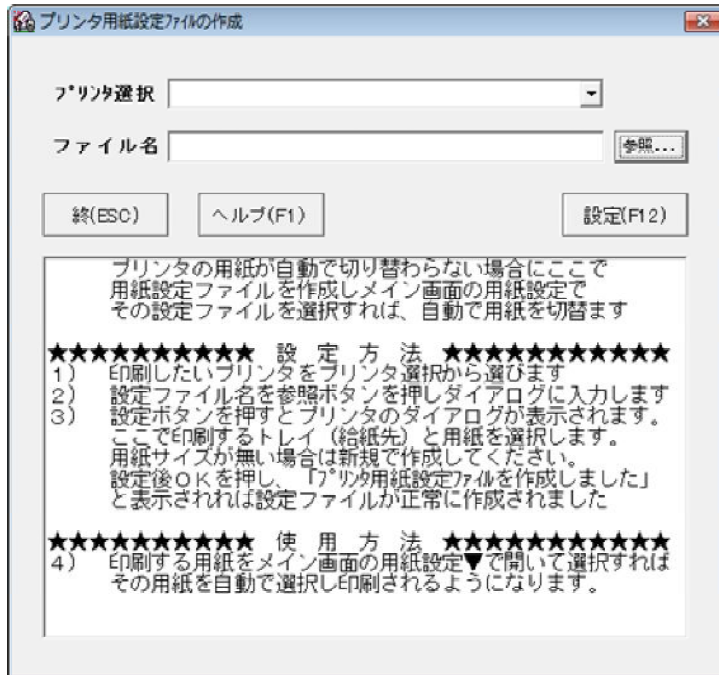 プリンタ用紙設定ﾌｧｲﾙの作成
ﾌﾟﾘﾝﾀ選択
ファイル名
参照...
終(ESC)
ヘルプ(F1)
設定(F12)
プリンタの用紙が自動で切り替わらない場合にここで
用紙設定ファイルを作成しメイン画面の用紙設定で
その設定ファイルを選択すれば、自動で用紙を切替ます
★★★★★★★★★★ 設 定 方 法 ★★★★★★★★★★★
1) 印刷したいプリンタをプリンタ選択から選びます
2) 設定ファイル名を参照ボタンを押しダイアログに入力します
3) 設定ボタンを押すとプリンタのダイアログが表示されます。
ここで印刷するトレイ（給紙先）と用紙を選択します。
用紙サイズが無い場合は新規で作成してください。
設定後ＯＫを押し、「ﾌﾟﾘﾝﾀ用紙設定ﾌｧｲﾙを作成しました」
と表示されれば設定ファイルが正常に作成されました
★★★★★★★★★★ 使 用 方 法 ★★★★★★★★★★★
4) 印刷する用紙をメイン画面の用紙設定▼で開いて選択すれば
その用紙を自動で選択し印刷されるようになります。